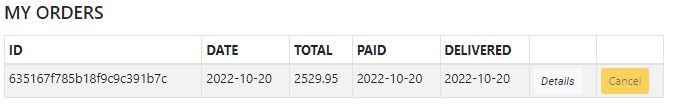 MY ORDERS
ID DATE TOTAL PAID DELIVERED
635167f785b18f9c9c391b7c 2022-10-20 2529.95 2022-10-20 2022-10-20 Details Cancel